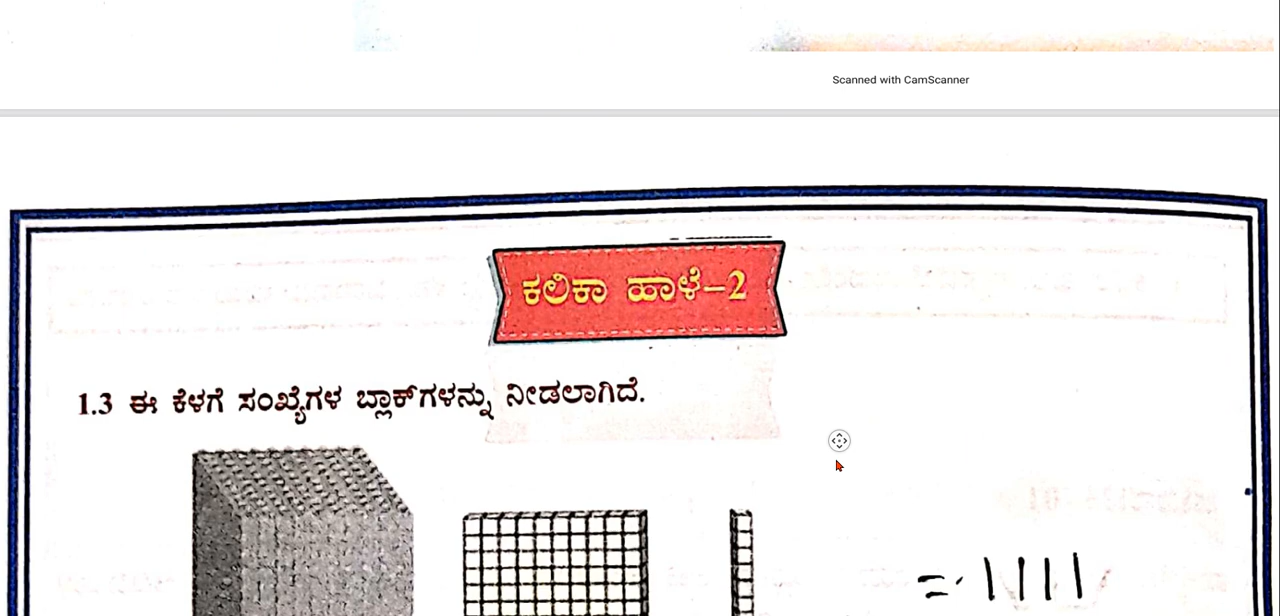 Scanned with CamScanner
ಕಲಿಕಾ ಹಾಳೆ-2
1.3 ಈ ಕೆಳಗೆ ಸಂಖ್ಯೆಗಳ ಬ್ಲಾಕ್‌ಗಳನ್ನು ನೀಡಲಾಗಿದೆ.
= 1111